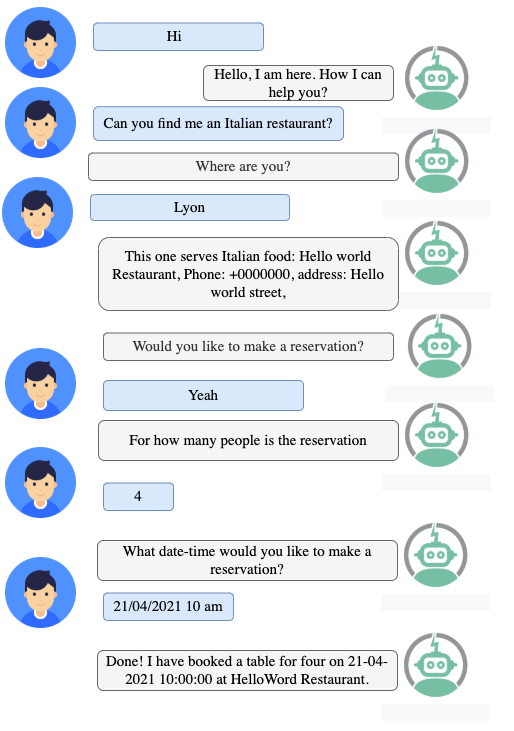 Hi
Hello, I am here. How I can
help you?
Can you find me an Italian restaurant?
Where are you?
Lyon
This one serves Italian food: Hello world
Restaurant, Phone: +0000000, address: Hello
world street,
Would you like to make a reservation?
Yeah
For how many people is the reservation
4
What date-time would you like to make a
reservation?
21/04/2021 10 am
Done! I have booked a table for four on 21-04-
2021 10:00:00 at HelloWord Restaurant.